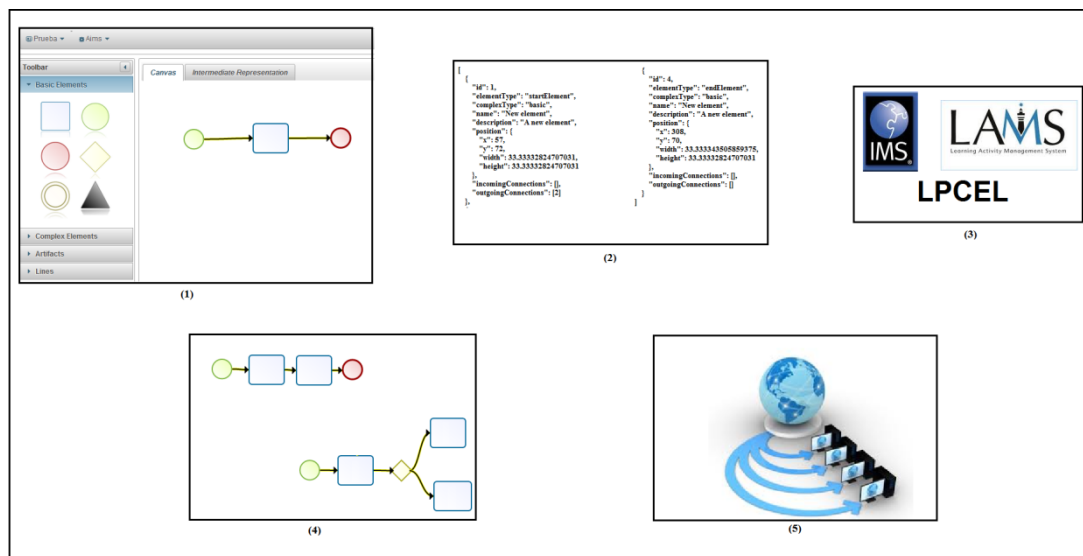 Prueba
Aims
Toolbar
Basic Elements
Complex Elements
Artifacts
Lines
Canvas
Intermediate Representation
(1)
[
{
"id": 1,
"elementType": "startElement",
"complexType": "basic",
"name": "New element",
"description": "A new element",
"position": {
"x": 57,
"y": 72,
"width": 33.33332824707031,
"height": 33.33332824707031
},
"incomingConnections": [],
"outgoingConnections": [2]
},
{
"id": 4,
"elementType": "endElement",
"complexType": "basic",
"name": "New element",
"description": "A new element",
"position": {
"x": 308,
"y": 70,
"width": 33.333343505859375,
"height": 33.33332824707031
},
"incomingConnections": [],
"outgoingConnections": []
}
]
(2)
IMS
LAMS
Learning Activity Management System
LPCEL
(3)
(4)
(5)